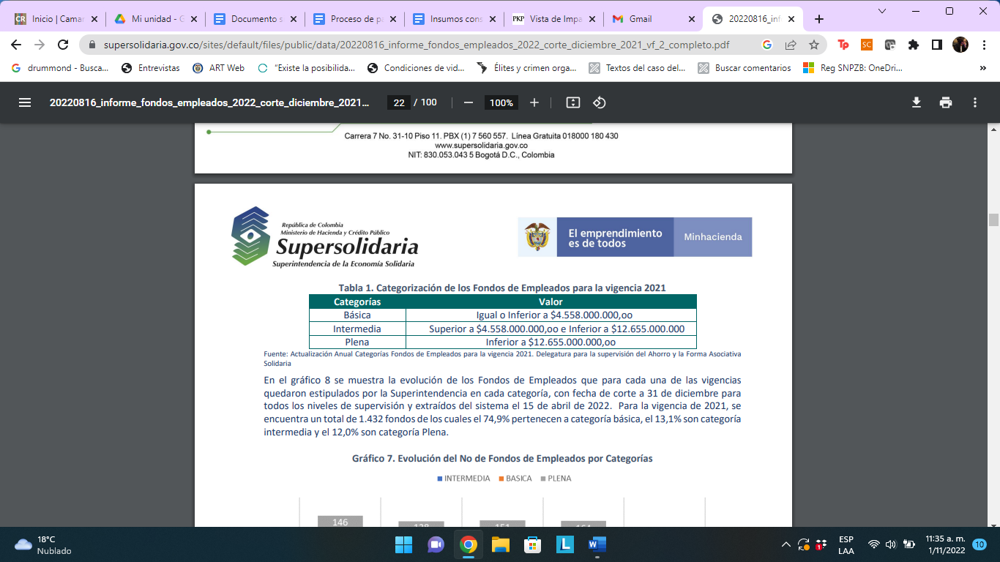 Inicio | Camar
Mi unidad - G
Documento s
Proceso de pa
Insumos cons
PKP Vista de Impa
Gmail
20220816_inf
supersolidaria.gov.co/sites/default/files/public/data/20220816_informe_fondos_empleados_2022_corte_diciembre_2021_vf_2_completo.pdf
drummond - Busca...
Entrevistas
ART Web
"Existe la posibilida...
Condiciones de vid...
Élites y crimen orga...
Textos del caso del...
Buscar comentarios
Reg SNPZB: OneDri...
20220816_informe_fondos_empleados_2022_corte_diciembre_2021...
22 / 100
100%
Carrera 7 No. 31-10 Piso 11. PBX (1) 7 560 557. Línea Gratuita 018000 180 430
www.supersolidaria.gov.co
NIT: 830.053.043 5 Bogotá D.C., Colombia
República de Colombia
Ministerio de Hacienda y Crédito Público
Supersolidaria
Superintendencia de la Economía Solidaria
El emprendimiento
es de todos
Minhacienda
Tabla 1. Categorización de los Fondos de Empleados para la vigencia 2021
Categorías Valor
Básica Igual o Inferior a $4.558.000.000,oo
Intermedia Superior a $4.558.000.000,oo e Inferior a $12.655.000.000
Plena Inferior a $12.655.000.000,oo
Fuente: Actualización Anual Categorías Fondos de Empleados para la vigencia 2021. Delegatura para la supervisión del Ahorro y la Forma Asociativa
Solidaria
En el gráfico 8 se muestra la evolución de los Fondos de Empleados que para cada una de las vigencias
quedaron estipulados por la Superintendencia en cada categoría, con fecha de corte a 31 de diciembre para
todos los niveles de supervisión y extraídos del sistema el 15 de abril de 2022. Para la vigencia de 2021, se
encuentra un total de 1.432 fondos de los cuales el 74,9% pertenecen a categoría básica, el 13,1% son categoría
intermedia y el 12,0% son categoría Plena.
Gráfico 7. Evolución del No de Fondos de Empleados por Categorías
INTERMEDIA BASICA PLENA
146
18°C
Nublado
ESP
LAA
11:35 a. m.
1/11/2022
10